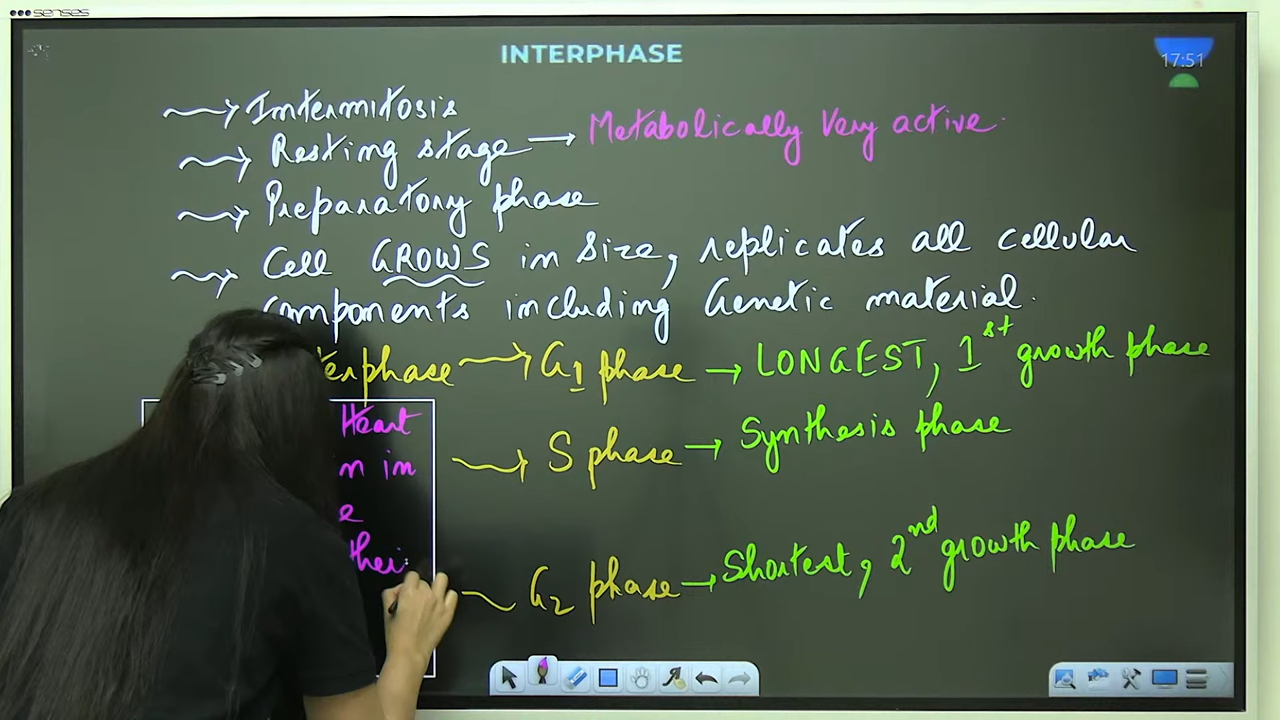 senses
INTERPHASE
17:51
Intermitosis
Resting stage → Metabolically Very active.
Preparatory phase
Cell GROWS in size, replicates all cellular
components including Genetic material.
terphase → G1 phase → LONGEST, 1st growth phase
Heart
S phase → Synthesis phase
n in
e
thei
G2 phase → Shortest, 2nd growth phase